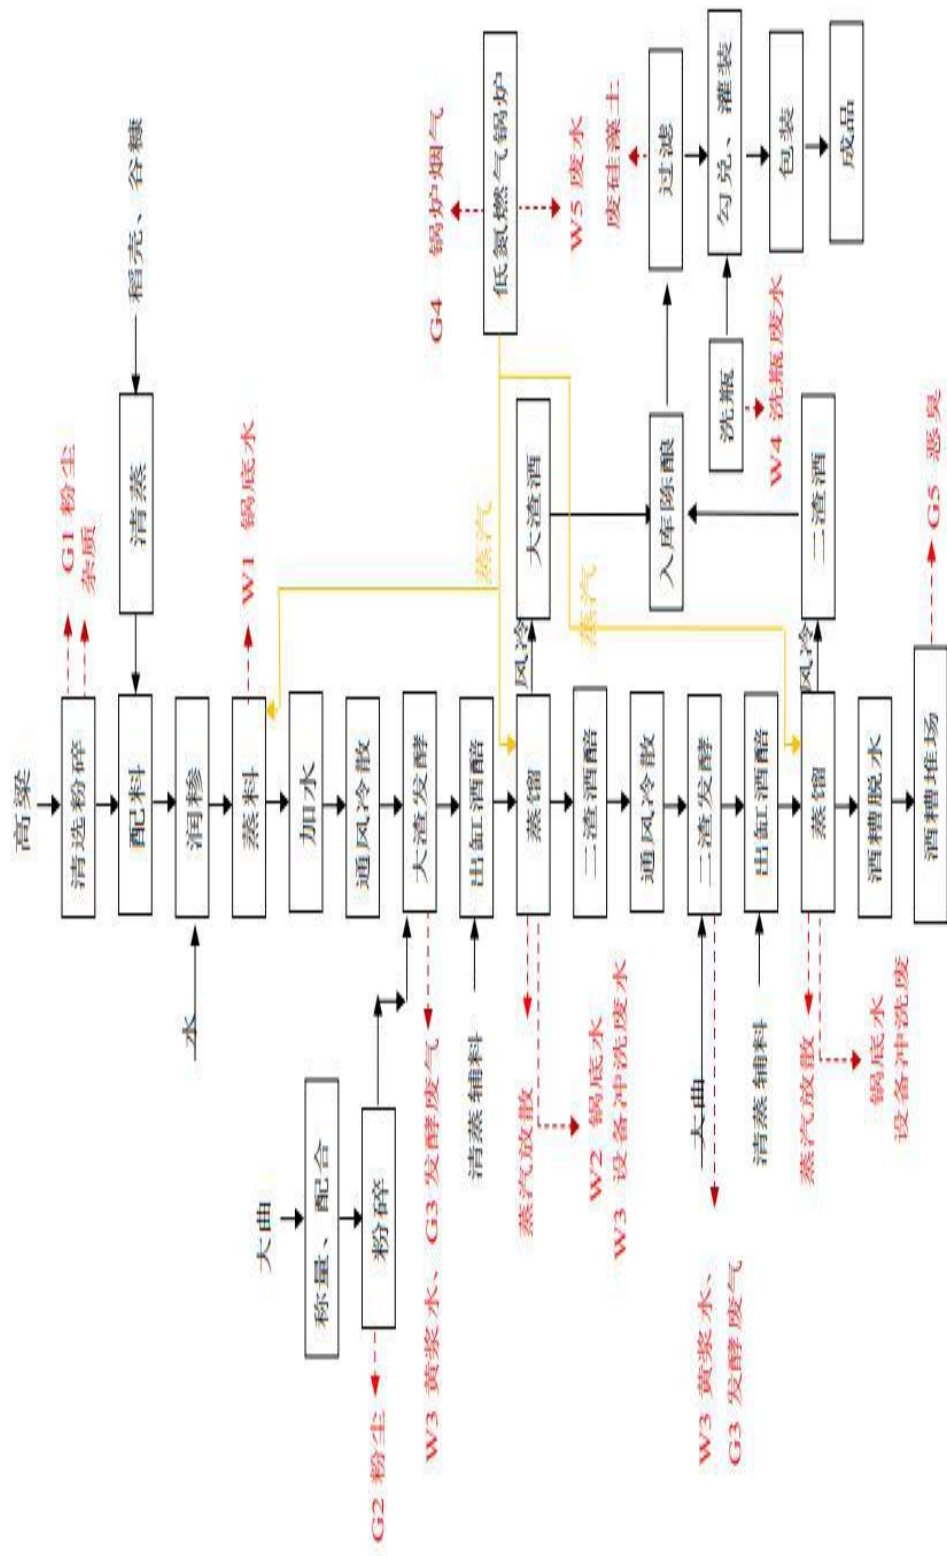 高粱
清选粉碎
G1 粉尘
杂质
配料
清蒸
稻壳、谷糠
水
润糁
蒸料
W1 锅底水
加水
通风冷散
大曲
称量、配合
粉碎
G2 粉尘
大渣发酵
W3 黄浆水、G3 发酵废气
清蒸辅料
出缸酒醅
蒸馏
蒸汽放散
W2 锅底水
W3 设备冲洗废水
风冷
大渣酒
蒸汽
蒸汽
G4 锅炉烟气
低氮燃气锅炉
W5 废水
二渣酒醅
通风冷散
二渣发酵
大曲
W3 黄浆水、
G3 发酵废气
清蒸辅料
出缸酒醅
蒸馏
蒸汽放散
锅底水
设备冲洗废
风冷
二渣酒
入库陈酿
过滤
废硅藻土
洗瓶
W4 洗瓶废水
勾兑、灌装
包装
成品
酒糟脱水
酒糟堆场
G5 恶臭